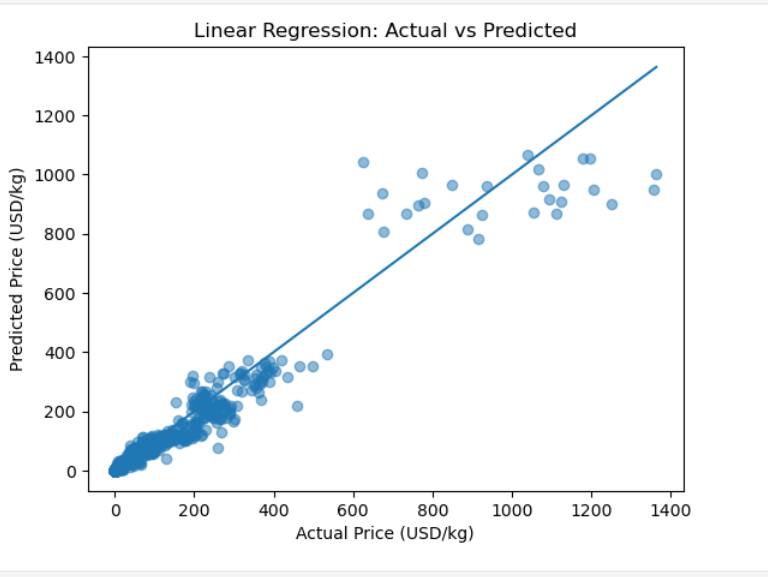 Linear Regression: Actual vs Predicted
1400
1200
1000
800
600
400
200
0
Predicted Price (USD/kg)
0 200 400 600 800 1000 1200 1400
Actual Price (USD/kg)